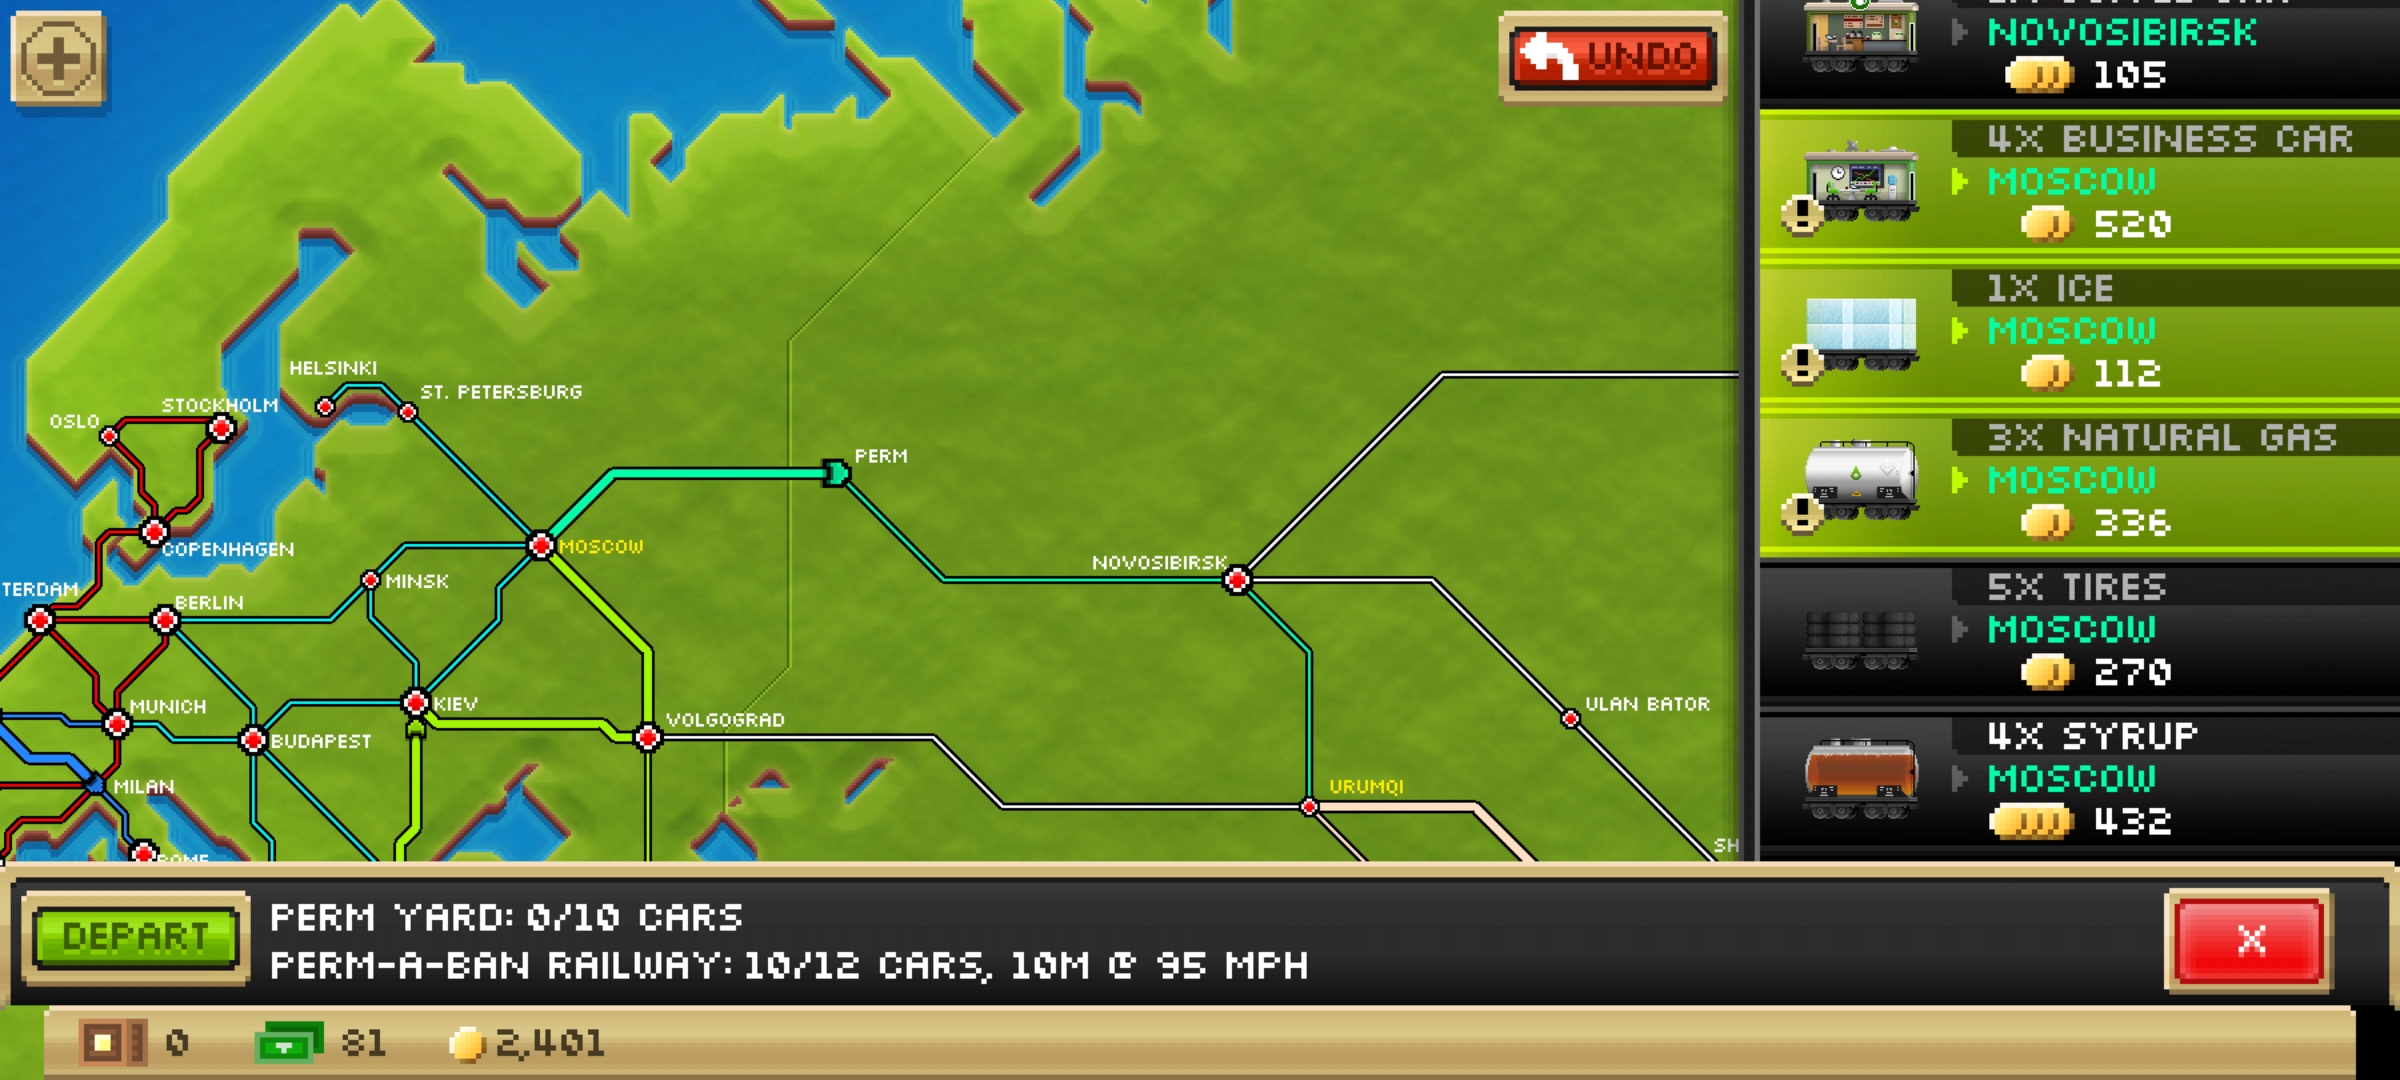 UNDO
NOVOSIBIRSK
105
4X BUSINESS CAR
MOSCOW
520
1X ICE
MOSCOW
112
3X NATURAL GAS
MOSCOW
336
5X TIRES
MOSCOW
270
4X SYRUP
MOSCOW
432
HELSINKI
ST. PETERSBURG
STOCKHOLM
OSLO
PERM
COPENHAGEN
MOSCOW
NOVOSIBIRSK
MINSK
TERDAM
BERLIN
MUNICH
KIEV
ULAN BATOR
VOLGOGRAD
BUDAPEST
MILAN
URUMQI
SH
DEPART
PERM YARD: 0/10 CARS
PERM-A-BAN RAILWAY: 10/12 CARS, 10M @ 95 MPH
X
0
81
2,401